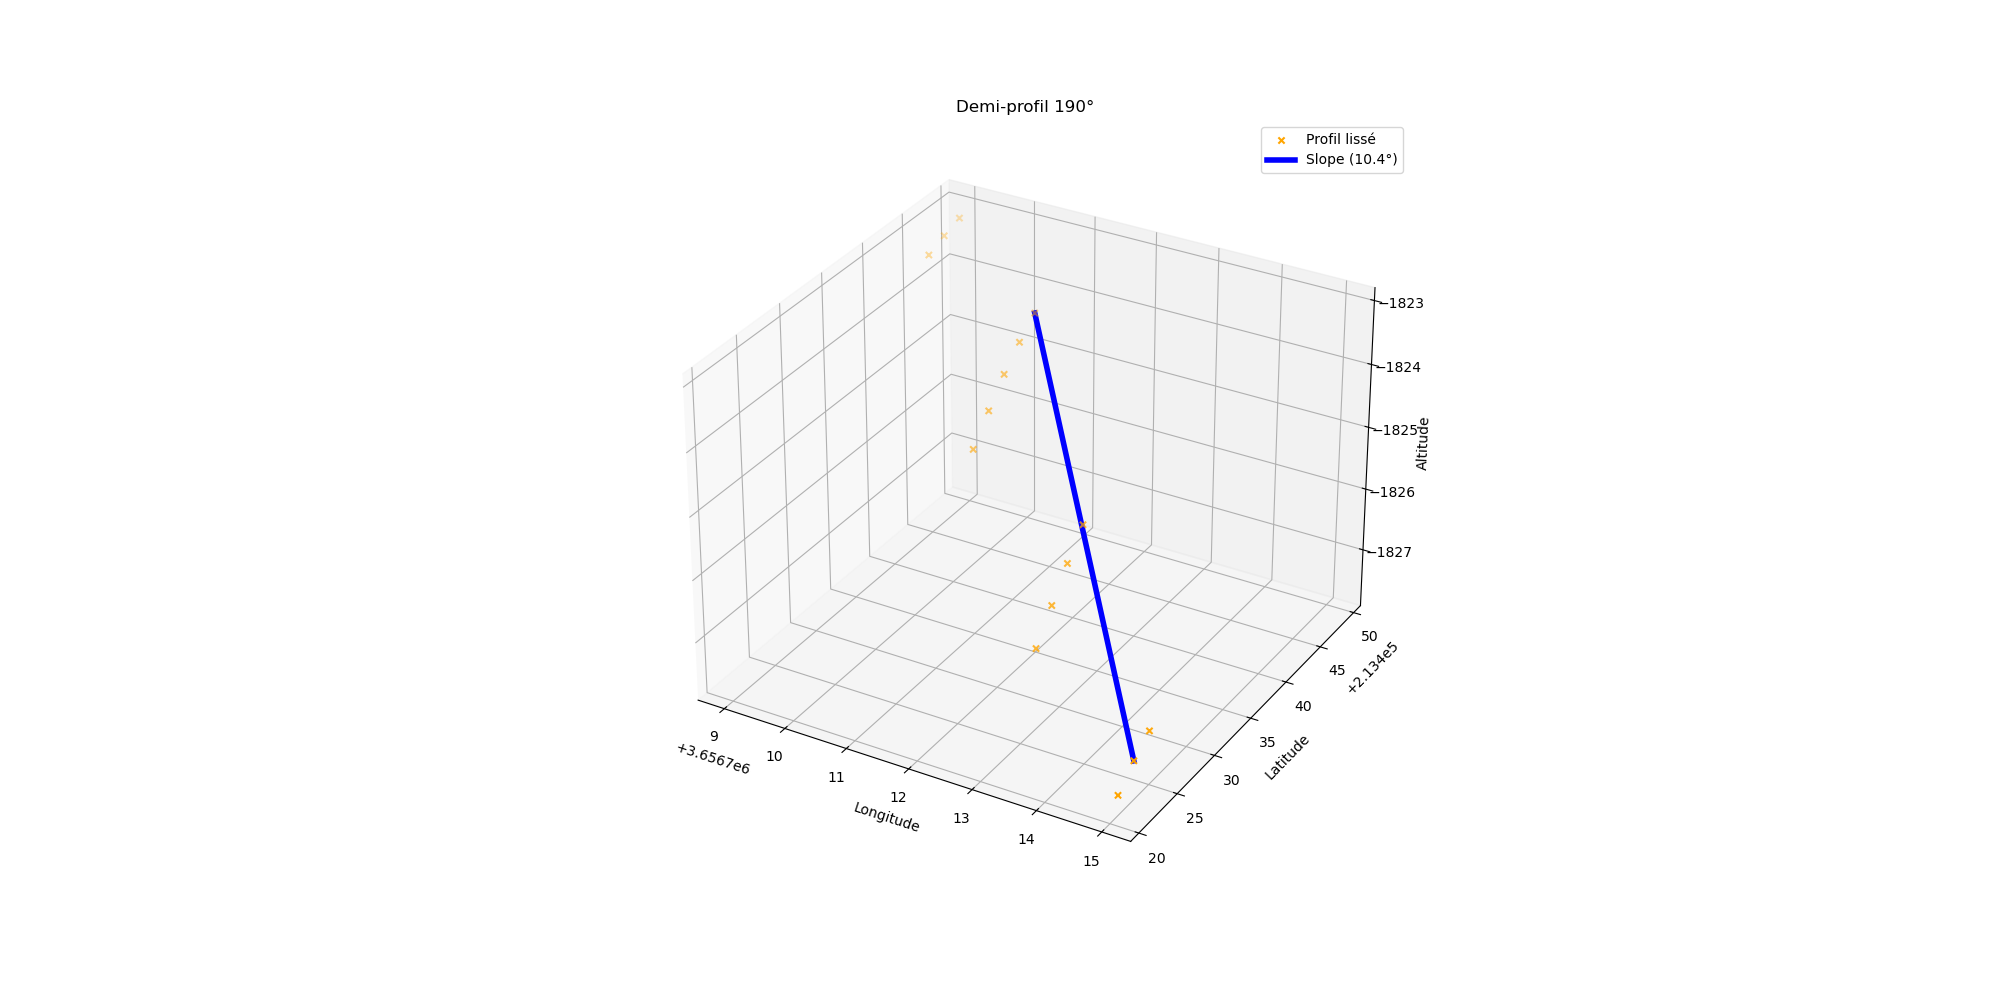 Demi-profil 190°
Profil lissé
Slope (10.4°)
−1823
−1824
−1825
−1826
−1827
Altitude
50
45
40
35
30
25
20
+2.134e5
Latitude
9
10
11
12
13
14
15
+3.6567e6
Longitude